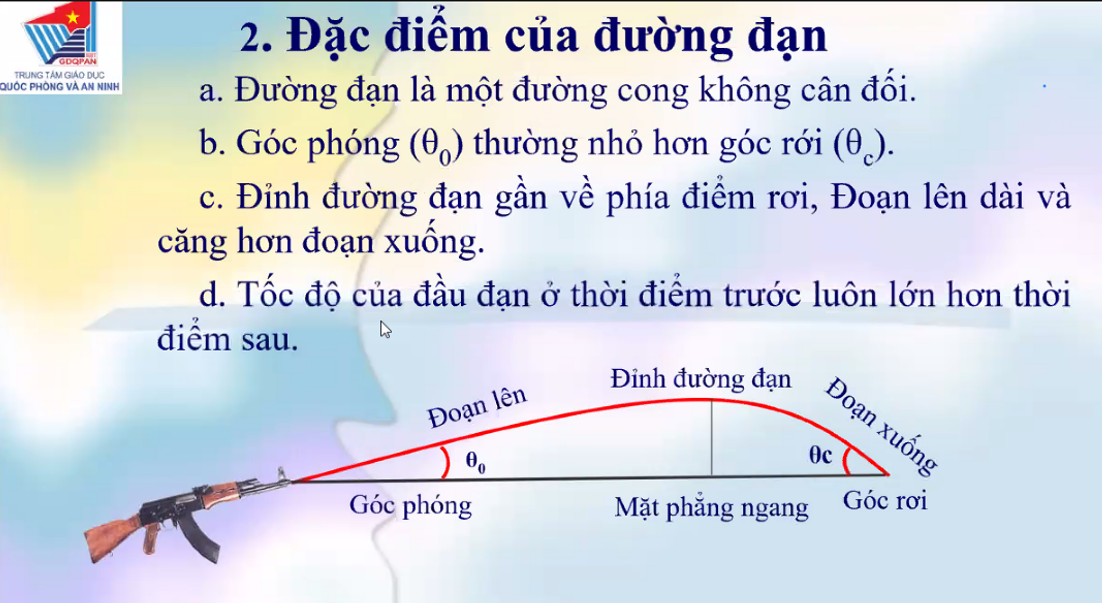 GDQPAN
TRUNG TÂM GIÁO DỤC
QUỐC PHÒNG VÀ AN NINH
2. Đặc điểm của đường đạn
a. Đường đạn là một đường cong không cân đối.
b. Góc phóng (θ₀) thường nhỏ hơn góc rới (θc).
c. Đỉnh đường đạn gần về phía điểm rơi, Đoạn lên dài và
căng hơn đoạn xuống.
d. Tốc độ của đầu đạn ở thời điểm trước luôn lớn hơn thời
điểm sau.
Đỉnh đường đạn
Đoạn lên
Đoạn xuống
θ₀
θc
Góc phóng
Mặt phẳng ngang
Góc rơi